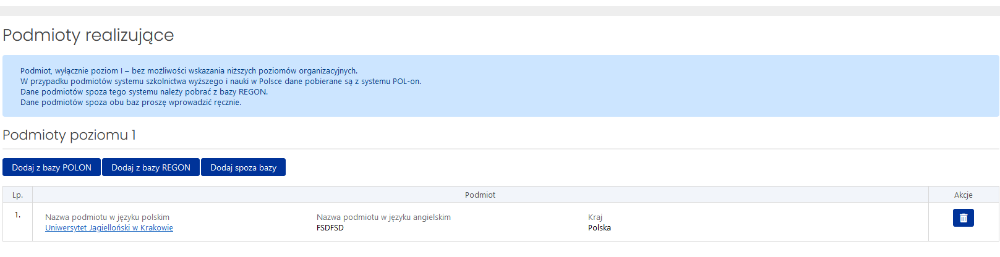 Podmioty realizujące
Podmiot, wyłącznie poziom I – bez możliwości wskazania niższych poziomów organizacyjnych.
W przypadku podmiotów systemu szkolnictwa wyższego i nauki w Polsce dane pobierane są z systemu POL-on.
Dane podmiotów spoza tego systemu należy pobrać z bazy REGON.
Dane podmiotów spoza obu baz proszę wprowadzić ręcznie.
Podmioty poziomu 1
Dodaj z bazy POLON Dodaj z bazy REGON Dodaj spoza bazy
Lp. Podmiot Akcje
1.
Nazwa podmiotu w języku polskim Nazwa podmiotu w języku angielskim Kraj
Uniwersytet Jagielloński w Krakowie FSDFSD Polska